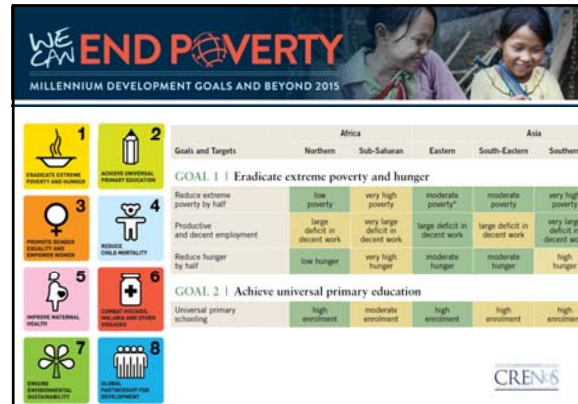 WE CAN END POVERTY
MILLENNIUM DEVELOPMENT GOALS AND BEYOND 2015
1
ERADICATE EXTREME
POVERTY AND HUNGER
2
ACHIEVE UNIVERSAL
PRIMARY EDUCATION
3
PROMOTE GENDER
EQUALITY AND
EMPOWER WOMEN
4
REDUCE
CHILD MORTALITY
5
IMPROVE MATERNAL
HEALTH
6
COMBAT HIV/AIDS,
MALARIA AND OTHER
DISEASES
7
ENSURE
ENVIRONMENTAL
SUSTAINABILITY
8
GLOBAL
PARTNERSHIP FOR
DEVELOPMENT
Africa Asia
Goals and Targets Northern Sub-Saharan Eastern South-Eastern Southern
GOAL 1 | Eradicate extreme poverty and hunger
Reduce extreme poverty by half low poverty very high poverty moderate poverty* moderate poverty very high poverty
Productive and decent employment large deficit in decent work very large deficit in decent work large deficit in decent work large deficit in decent work very large deficit in decent work
Reduce hunger by half low hunger very high hunger moderate hunger moderate hunger high hunger
GOAL 2 | Achieve universal primary education
Universal primary schooling high enrolment moderate enrolment high enrolment high enrolment high enrolment
CRENoS